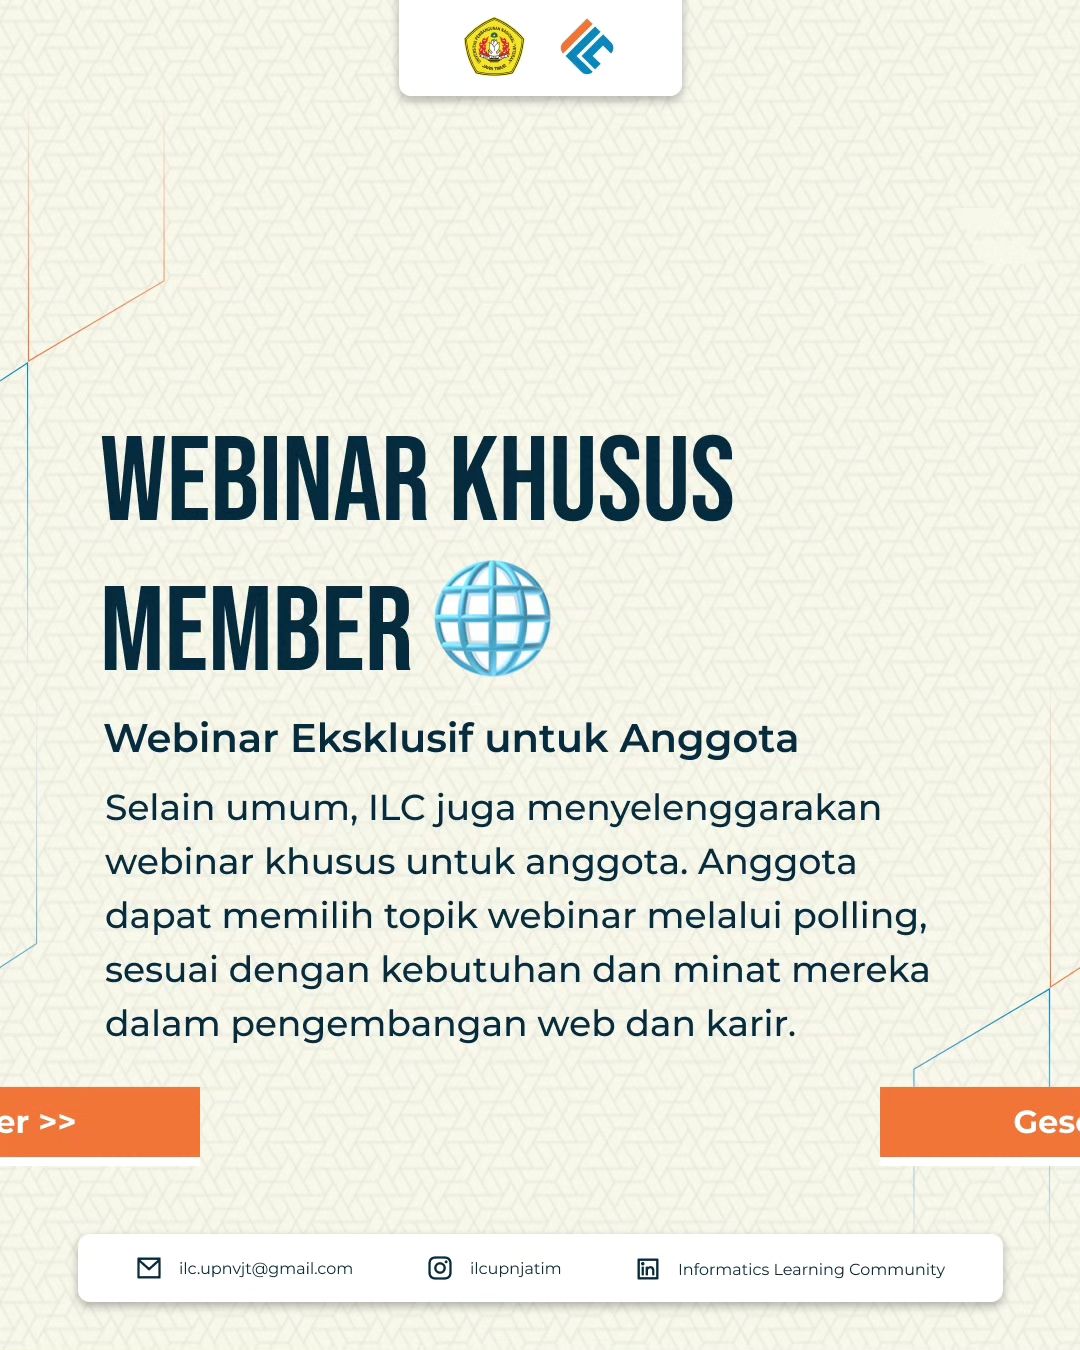 WEBINAR KHUSUS
MEMBER
Webinar Eksklusif untuk Anggota
Selain umum, ILC juga menyelenggarakan
webinar khusus untuk anggota. Anggota
dapat memilih topik webinar melalui polling,
sesuai dengan kebutuhan dan minat mereka
dalam pengembangan web dan karir.
er >>
Gese
ilc.upnvjt@gmail.com
ilcupnjatim
Informatics Learning Community